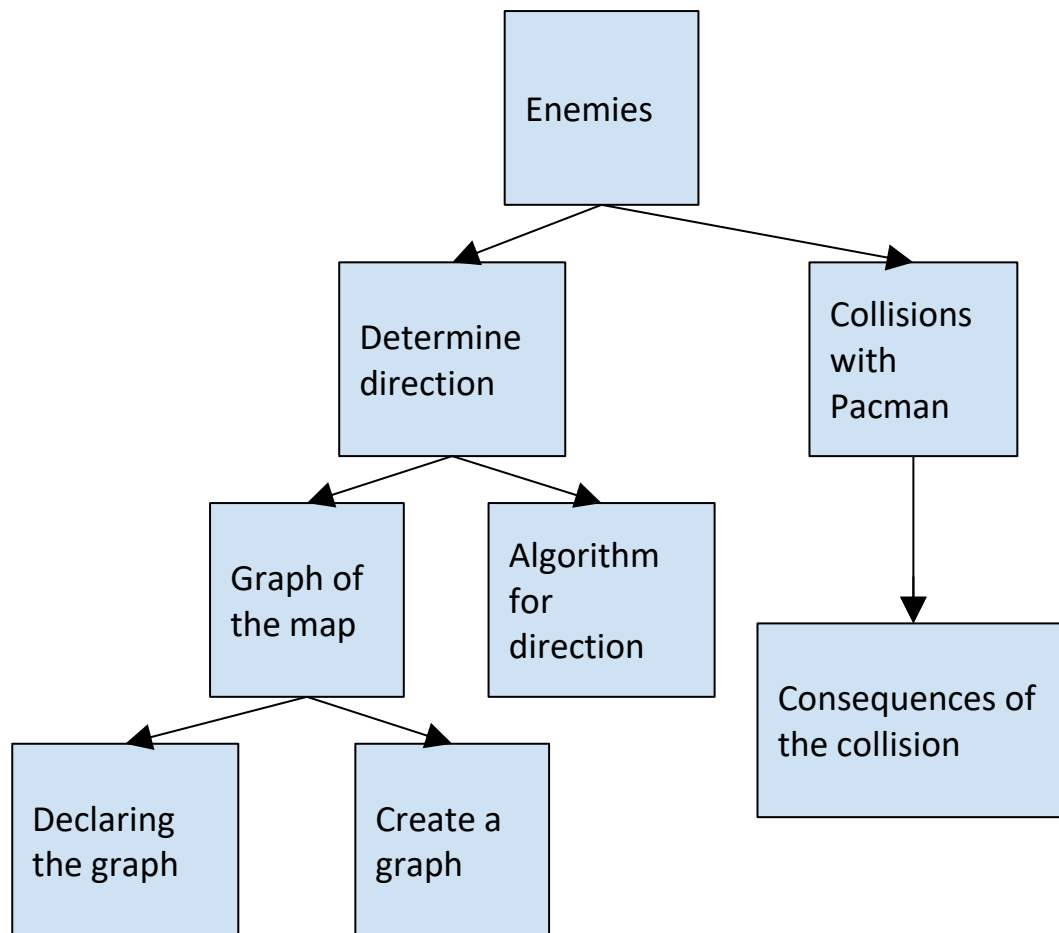 Enemies
Determine
direction
Collisions
with
Pacman
Graph of
the map
Algorithm
for
direction
Consequences of
the collision
Declaring
the graph
Create a
graph